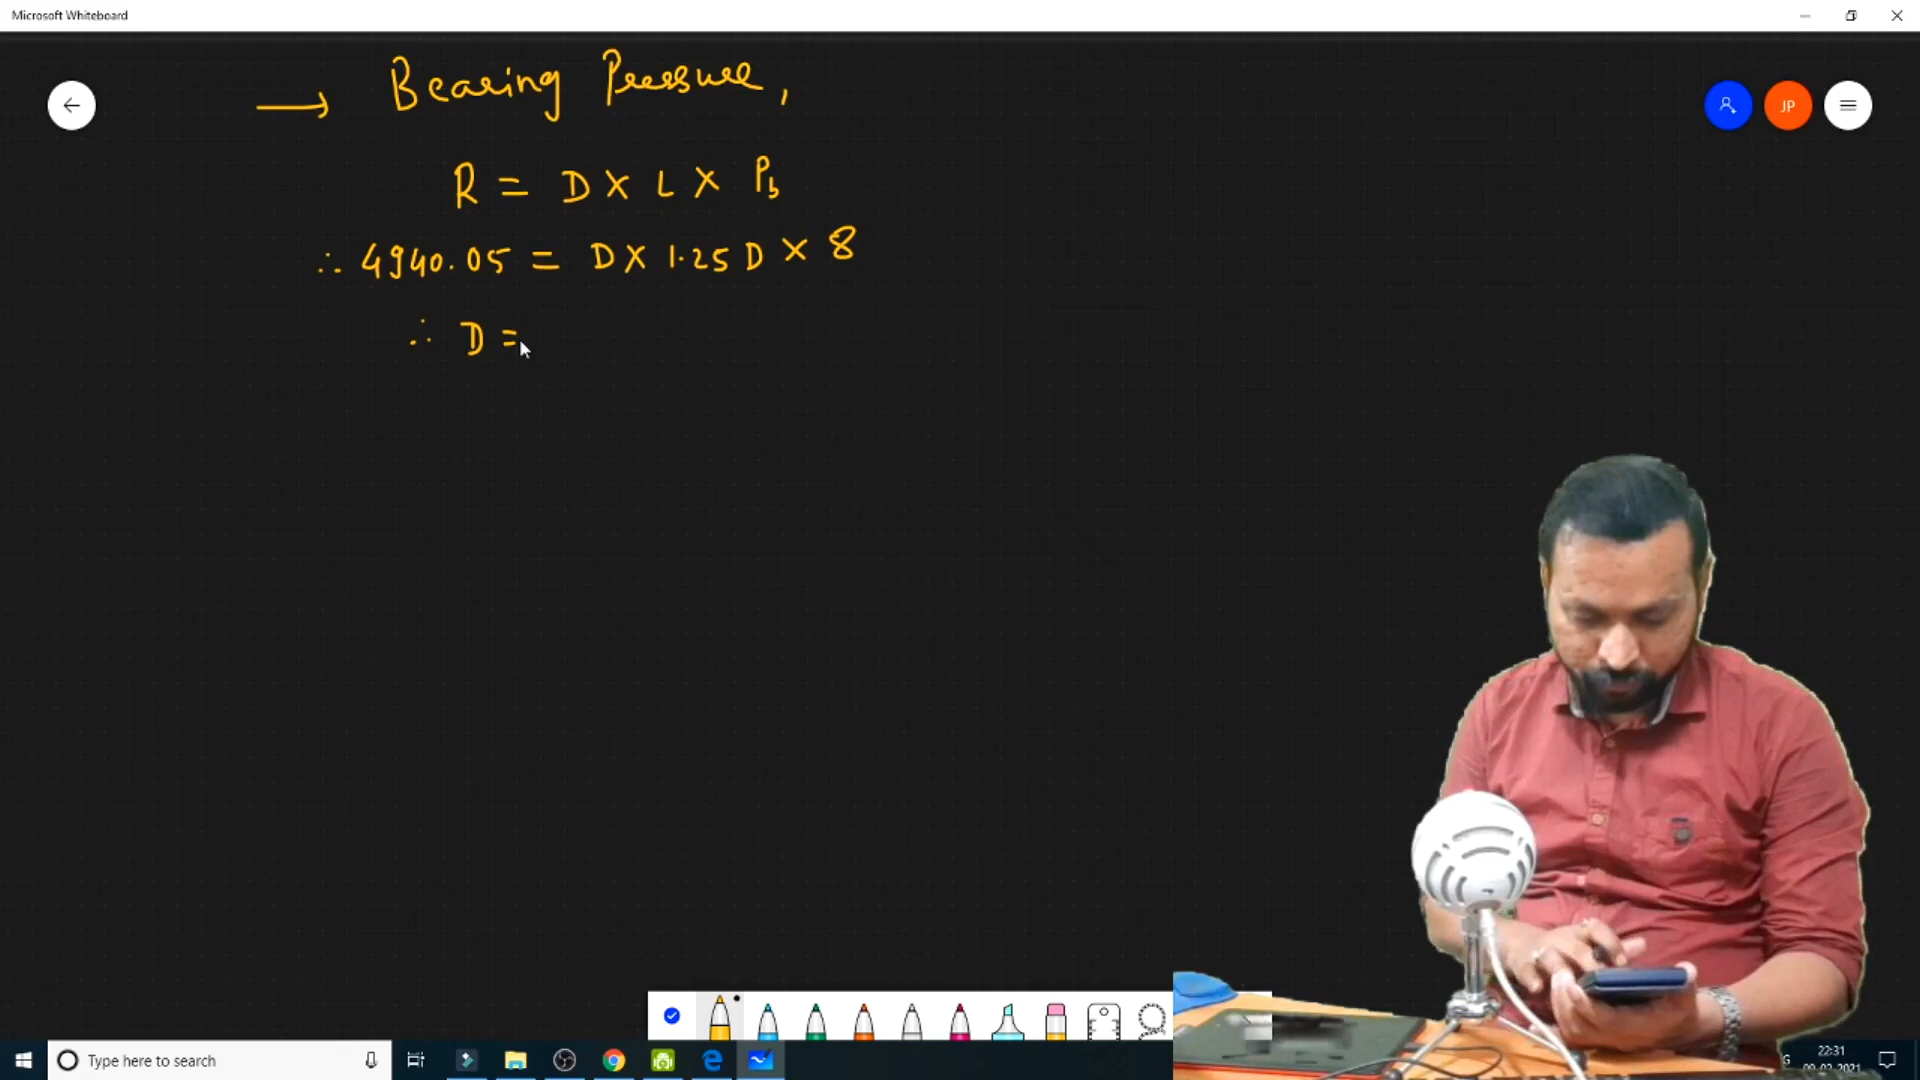 Microsoft Whiteboard
→ Bearing Pressure,
JP
R = D × L × Pb
∴ 4940.05 = D × 1.25 D × 8
∴ D =
Type here to search
22:31